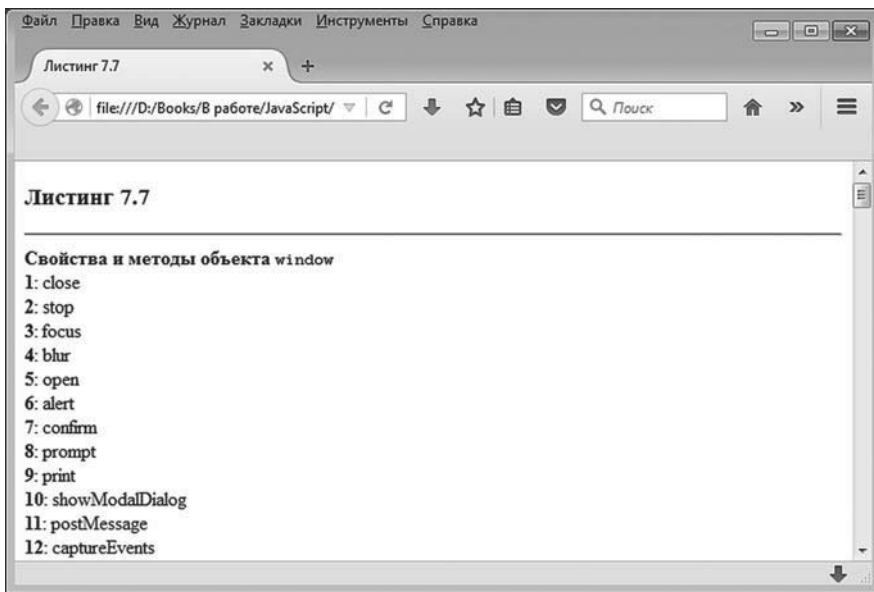 Файл Правка Вид Журнал Закладки Инструменты Справка
Листинг 7.7
file:///D:/Books/В работе/JavaScript/
Поиск
Листинг 7.7
Свойства и методы объекта window
1: close
2: stop
3: focus
4: blur
5: open
6: alert
7: confirm
8: prompt
9: print
10: showModalDialog
11: postMessage
12: captureEvents